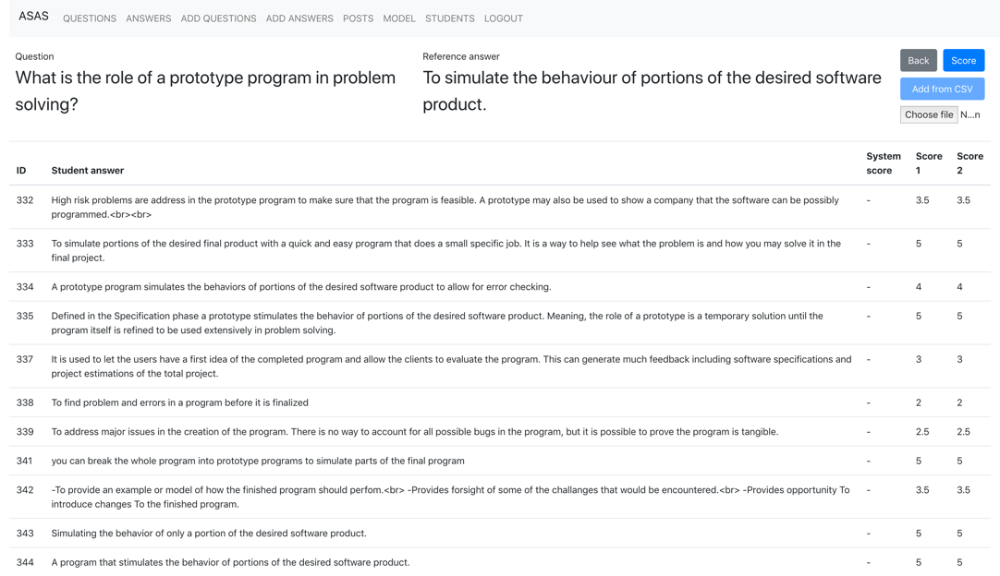 ASAS QUESTIONS ANSWERS ADD QUESTIONS ADD ANSWERS POSTS MODEL STUDENTS LOGOUT
Question
What is the role of a prototype program in problem
solving?
Reference answer
To simulate the behaviour of portions of the desired software
product.
Back Score
Add from CSV
Choose file N...n
ID Student answer System score Score 1 Score 2
332 High risk problems are address in the prototype program to make sure that the program is feasible. A prototype may also be used to show a company that the software can be possibly - 3.5 3.5
programmed.<br><br>
333 To simulate portions of the desired final product with a quick and easy program that does a small specific job. It is a way to help see what the problem is and how you may solve it in the - 5 5
final project.
334 A prototype program simulates the behaviors of portions of the desired software product to allow for error checking. - 4 4
335 Defined in the Specification phase a prototype stimulates the behavior of portions of the desired software product. Meaning, the role of a prototype is a temporary solution until the - 5 5
program itself is refined to be used extensively in problem solving.
337 It is used to let the users have a first idea of the completed program and allow the clients to evaluate the program. This can generate much feedback including software specifications and - 3 3
project estimations of the total project.
338 To find problem and errors in a program before it is finalized - 2 2
339 To address major issues in the creation of the program. There is no way to account for all possible bugs in the program, but it is possible to prove the program is tangible. - 2.5 2.5
341 you can break the whole program into prototype programs to simulate parts of the final program - 5 5
342 -To provide an example or model of how the finished program should perfom.<br> -Provides forsight of some of the challanges that would be encountered.<br> -Provides opportunity To - 3.5 3.5
introduce changes To the finished program.
343 Simulating the behavior of only a portion of the desired software product. - 5 5
344 A program that stimulates the behavior of portions of the desired software product. - 5 5